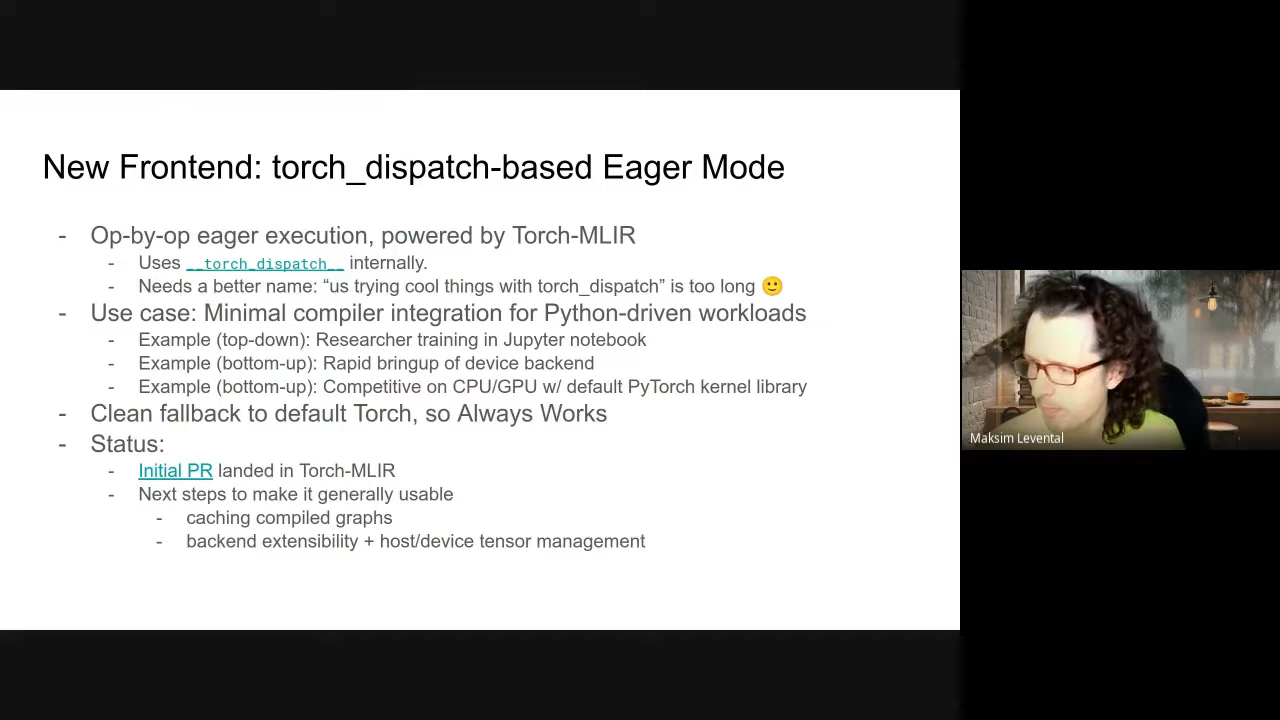 New Frontend: torch_dispatch-based Eager Mode
- Op-by-op eager execution, powered by Torch-MLIR
- Uses __torch_dispatch__ internally.
- Needs a better name: “us trying cool things with torch_dispatch” is too long 🙂
- Use case: Minimal compiler integration for Python-driven workloads
- Example (top-down): Researcher training in Jupyter notebook
- Example (bottom-up): Rapid bringup of device backend
- Example (bottom-up): Competitive on CPU/GPU w/ default PyTorch kernel library
- Clean fallback to default Torch, so Always Works
- Status:
- Initial PR landed in Torch-MLIR
- Next steps to make it generally usable
- caching compiled graphs
- backend extensibility + host/device tensor management
Maksim Levental